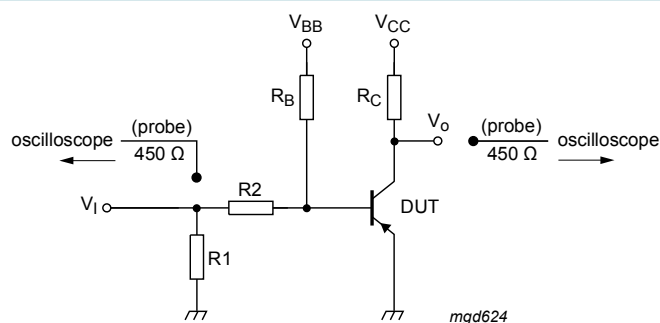 VBB
VCC
RB
RC
Vo
(probe)
450 Ω
oscilloscope
(probe)
450 Ω
oscilloscope
R2
VI
DUT
R1
mgd624